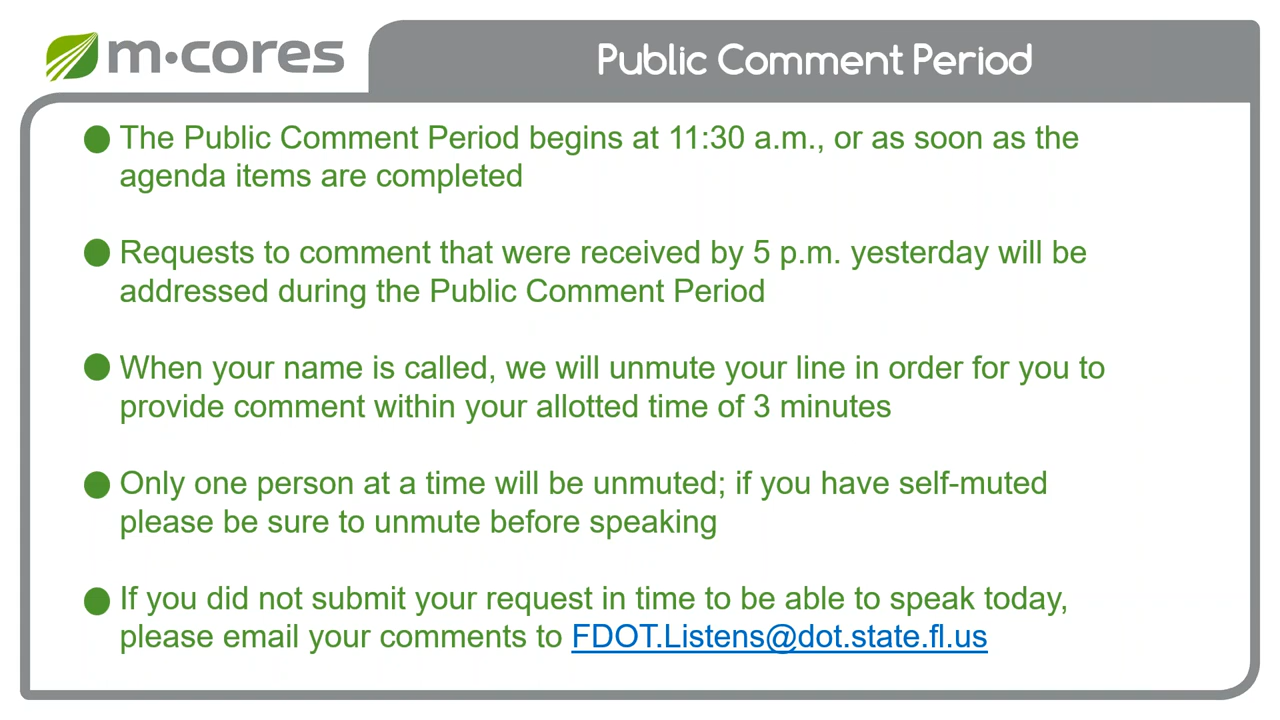 m·cores
Public Comment Period
The Public Comment Period begins at 11:30 a.m., or as soon as the
agenda items are completed
Requests to comment that were received by 5 p.m. yesterday will be
addressed during the Public Comment Period
When your name is called, we will unmute your line in order for you to
provide comment within your allotted time of 3 minutes
Only one person at a time will be unmuted; if you have self-muted
please be sure to unmute before speaking
If you did not submit your request in time to be able to speak today,
please email your comments to FDOT.Listens@dot.state.fl.us